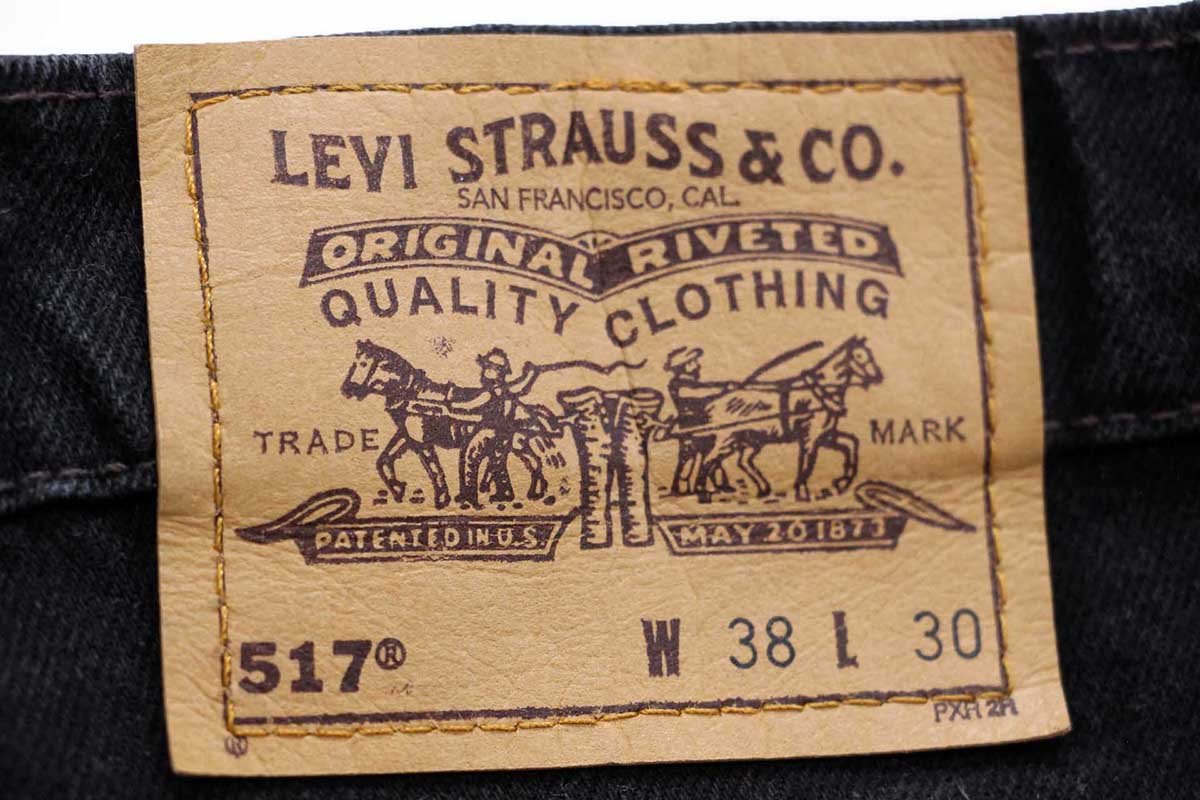 LEVI STRAUSS & CO.
SAN FRANCISCO, CAL.
ORIGINAL RIVETED
QUALITY CLOTHING
TRADE MARK
PATENTED IN U.S. MAY 20 1873
517® W 38 L 30
®